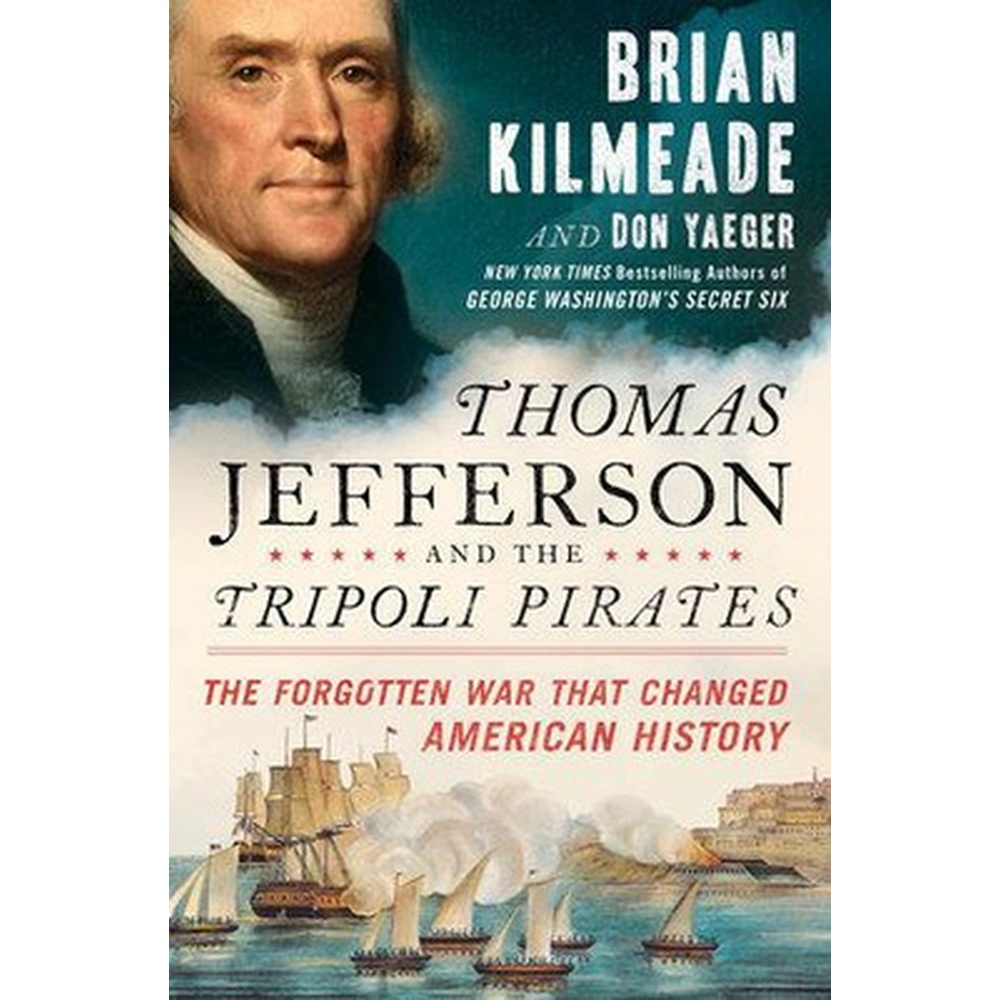 BRIAN
KILMEADE
AND DON YAEGER
NEW YORK TIMES Bestselling Authors of
GEORGE WASHINGTON'S SECRET SIX
THOMAS
JEFFERSON
★★★★★ AND THE ★★★★★
TRIPOLI PIRATES
THE FORGOTTEN WAR THAT CHANGED
AMERICAN HISTORY